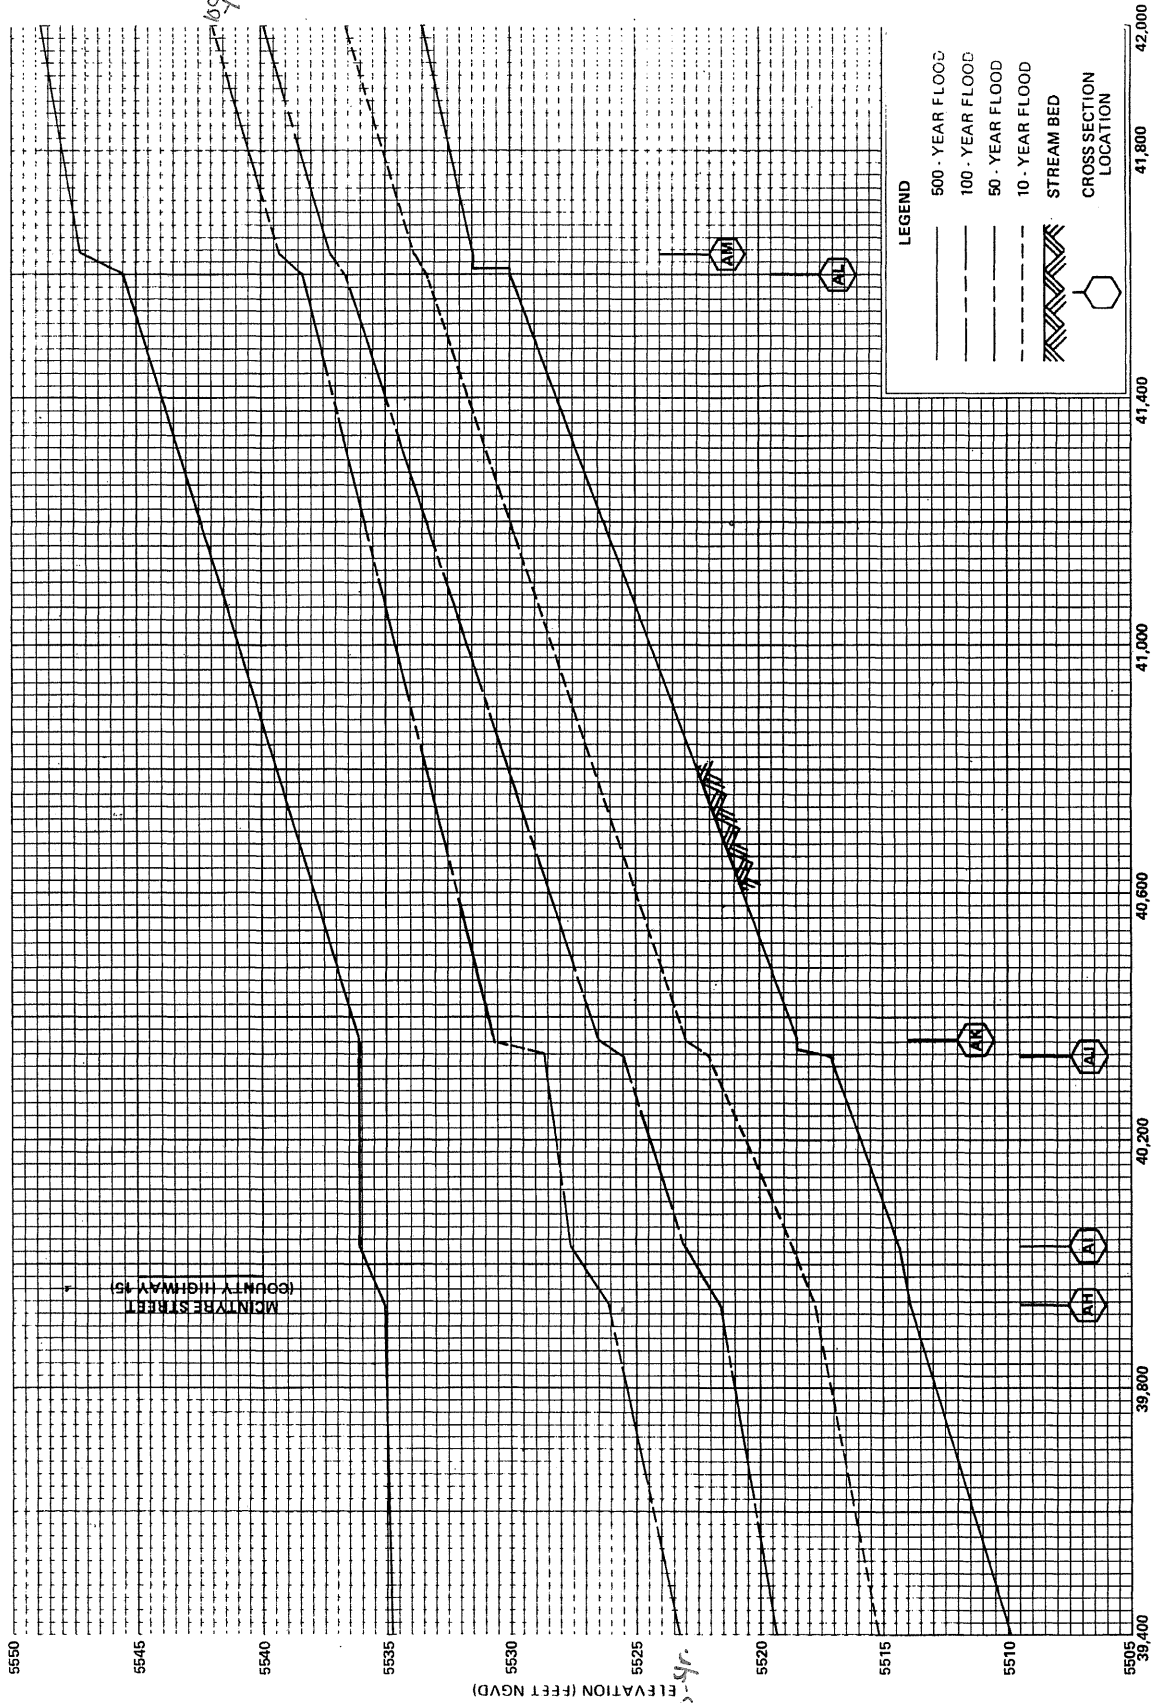 5550
5545
5540
5535
5530
5525
5520
5515
5510
5505
ELEVATION (FEET NGVD)
MCINTYRE STREET
(COUNTY HIGHWAY 15)
AH
AI
AJ
AK
AL
AM
39,400
39,800
40,200
40,600
41,000
41,400
41,800
42,000
LEGEND
500 - YEAR FLOOD
100 - YEAR FLOOD
50 - YEAR FLOOD
10 - YEAR FLOOD
STREAM BED
CROSS SECTION
LOCATION